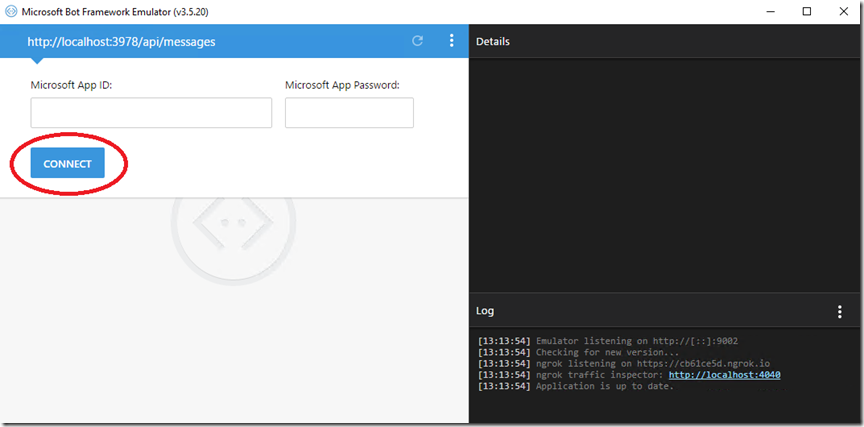 Microsoft Bot Framework Emulator (v3.5.20)
http://localhost:3978/api/messages
Microsoft App ID:
Microsoft App Password:
CONNECT
Details
Log
[13:13:54] Emulator listening on http://[::]:9002
[13:13:54] Checking for new version...
[13:13:54] ngrok listening on https://cb61ce5d.ngrok.io
[13:13:54] ngrok traffic inspector: http://localhost:4040
[13:13:54] Application is up to date.